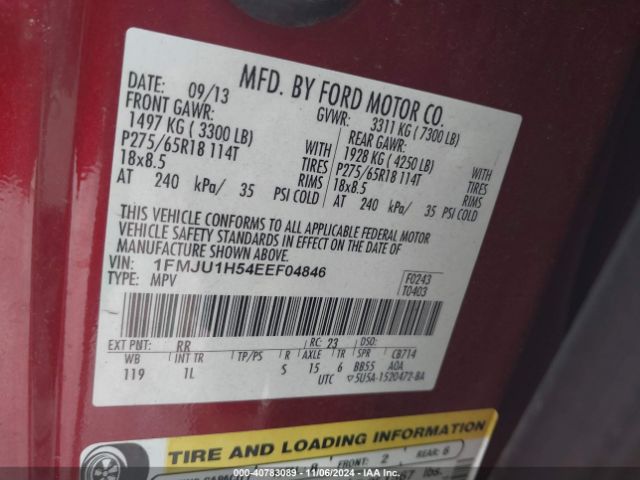 MFD. BY FORD MOTOR CO.
DATE: 09/13 GVWR: 3311 KG (7300 LB)
FRONT GAWR: REAR GAWR:
1497 KG (3300 LB) WITH 1928 KG (4250 LB) WITH
P275/65R18 114T TIRES P275/65R18 114T TIRES
18x8.5 RIMS 18x8.5 RIMS
AT 240 kPa/ 35 PSI COLD AT 240 kPa/ 35 PSI COLD
THIS VEHICLE CONFORMS TO ALL APPLICABLE FEDERAL MOTOR
VEHICLE SAFETY STANDARDS IN EFFECT ON THE DATE OF
MANUFACTURE SHOWN ABOVE.
VIN: 1FMJU1H54EEF04846 F0243
TYPE: MPV T0403
EXT PNT: RR RC: 23 DSO:
WB INT TR TP/PS R AXLE TR SPR CB714
119 1L S 15 6 BB55 AOA
UTC 5U5A-1520472-BA
TIRE AND LOADING INFORMATION
CAPACITY 8 FRONT: 2 REAR: 6
lbs.
000-40783089 - 11/06/2024 - IAA Inc.